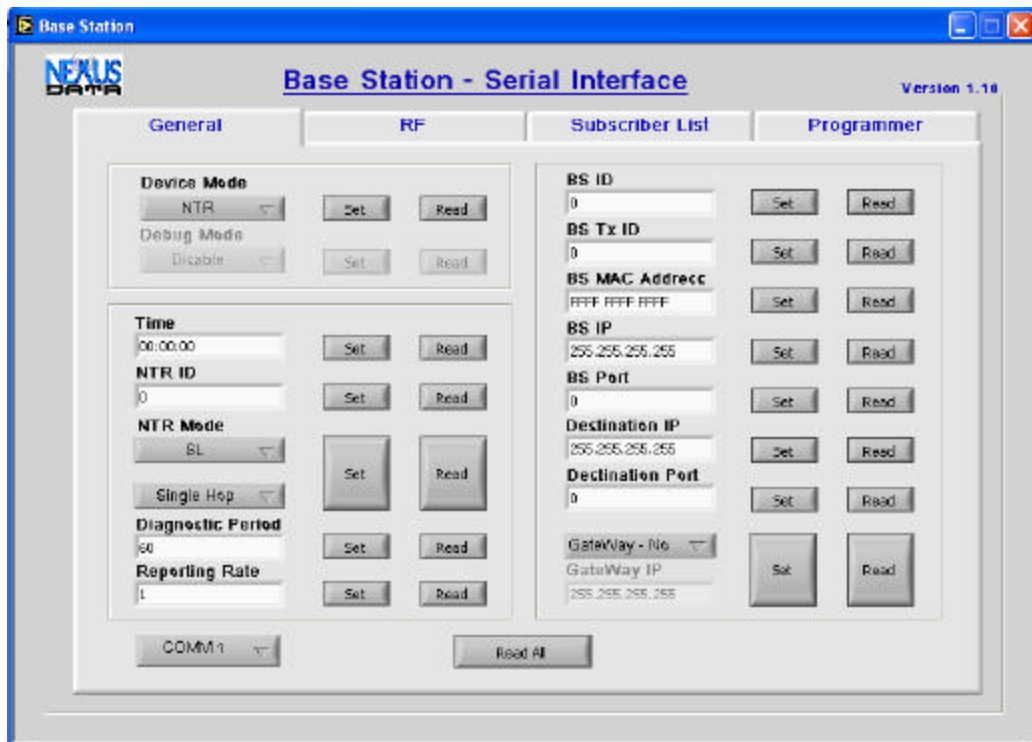 Base Station
NEXUS
DATA
Base Station - Serial Interface
Version 1.10
General
RF
Subscriber List
Programmer
Device Mode
NTR
Set
Read
Debug Mode
Disable
Set
Read
Time
00:00:00
Set
Read
NTR ID
0
Set
Read
NTR Mode
SL
Single Hop
Set
Read
Diagnostic Period
60
Set
Read
Reporting Rate
1
Set
Read
COMM 1
Read All
BS ID
0
Set
Read
BS Tx ID
0
Set
Read
BS MAC Address
FFFF FFFF FFFF
Set
Read
BS IP
255.255.255.255
Set
Read
BS Port
0
Set
Read
Destination IP
255.255.255.255
Set
Read
Destination Port
0
Set
Read
GateWay - No
GateWay IP
255.255.255.255
Set
Read